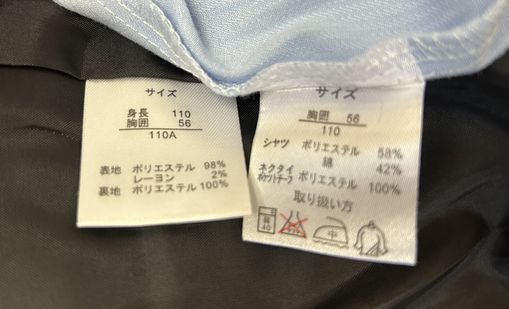 サイズ
身長 110
胸囲 56
110A
表地 ポリエステル 98%
レーヨン 2%
裏地 ポリエステル 100%
サイズ
胸囲 56
110
シャツ ポリエステル 58%
綿 42%
ネクタイ
ポケットチーフ ポリエステル 100%
取り扱い方
40
中